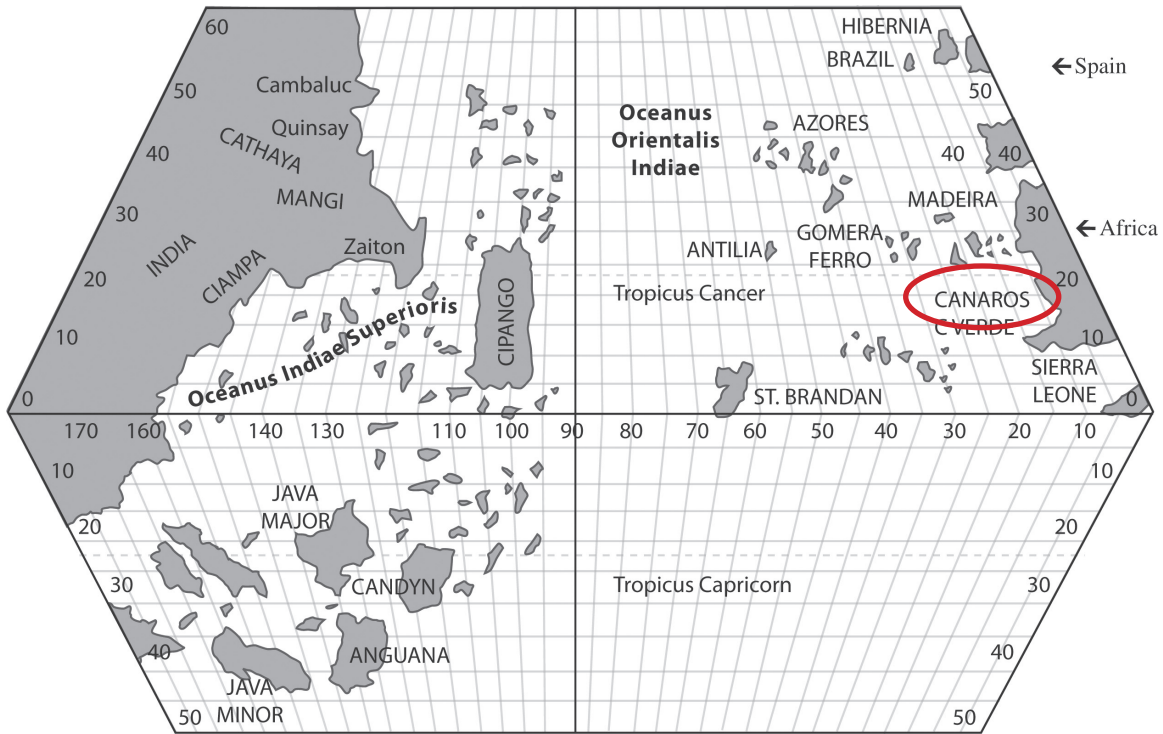 60
50
40
30
20
10
0
Cambaluc
Quinsay
CATHAYA
MANGI
INDIA
CIAMPA
Zaiton
Oceanus Indiae Superioris
CIPANGO
Oceanus
Orientalis
Indiae
HIBERNIA
BRAZIL
← Spain
50
AZORES
40
40
MADEIRA
30
← Africa
GOMERA
FERRO
ANTILIA
Tropicus Cancer
20
CANAROS
C VERDE
10
SIERRA
LEONE
0
ST. BRANDAN
170 160 140 130 110 100 90 80 70 60 50 40 30 20 10
10
20
30
40
50
JAVA
MAJOR
CANDYN
ANGUANA
JAVA
MINOR
Tropicus Capricorn
10
20
30
40
50